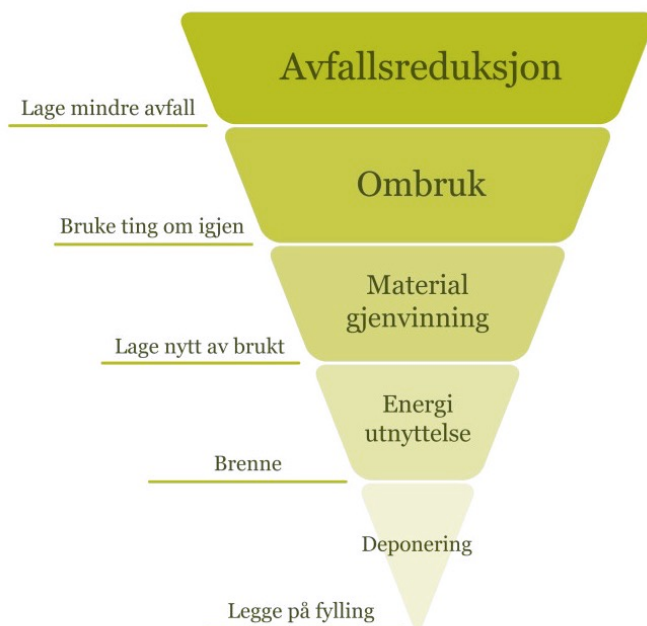 Avfallsreduksjon
Lage mindre avfall
Ombruk
Bruke ting om igjen
Material
gjenvinning
Lage nytt av brukt
Energi
utnyttelse
Brenne
Deponering
Legge på fylling